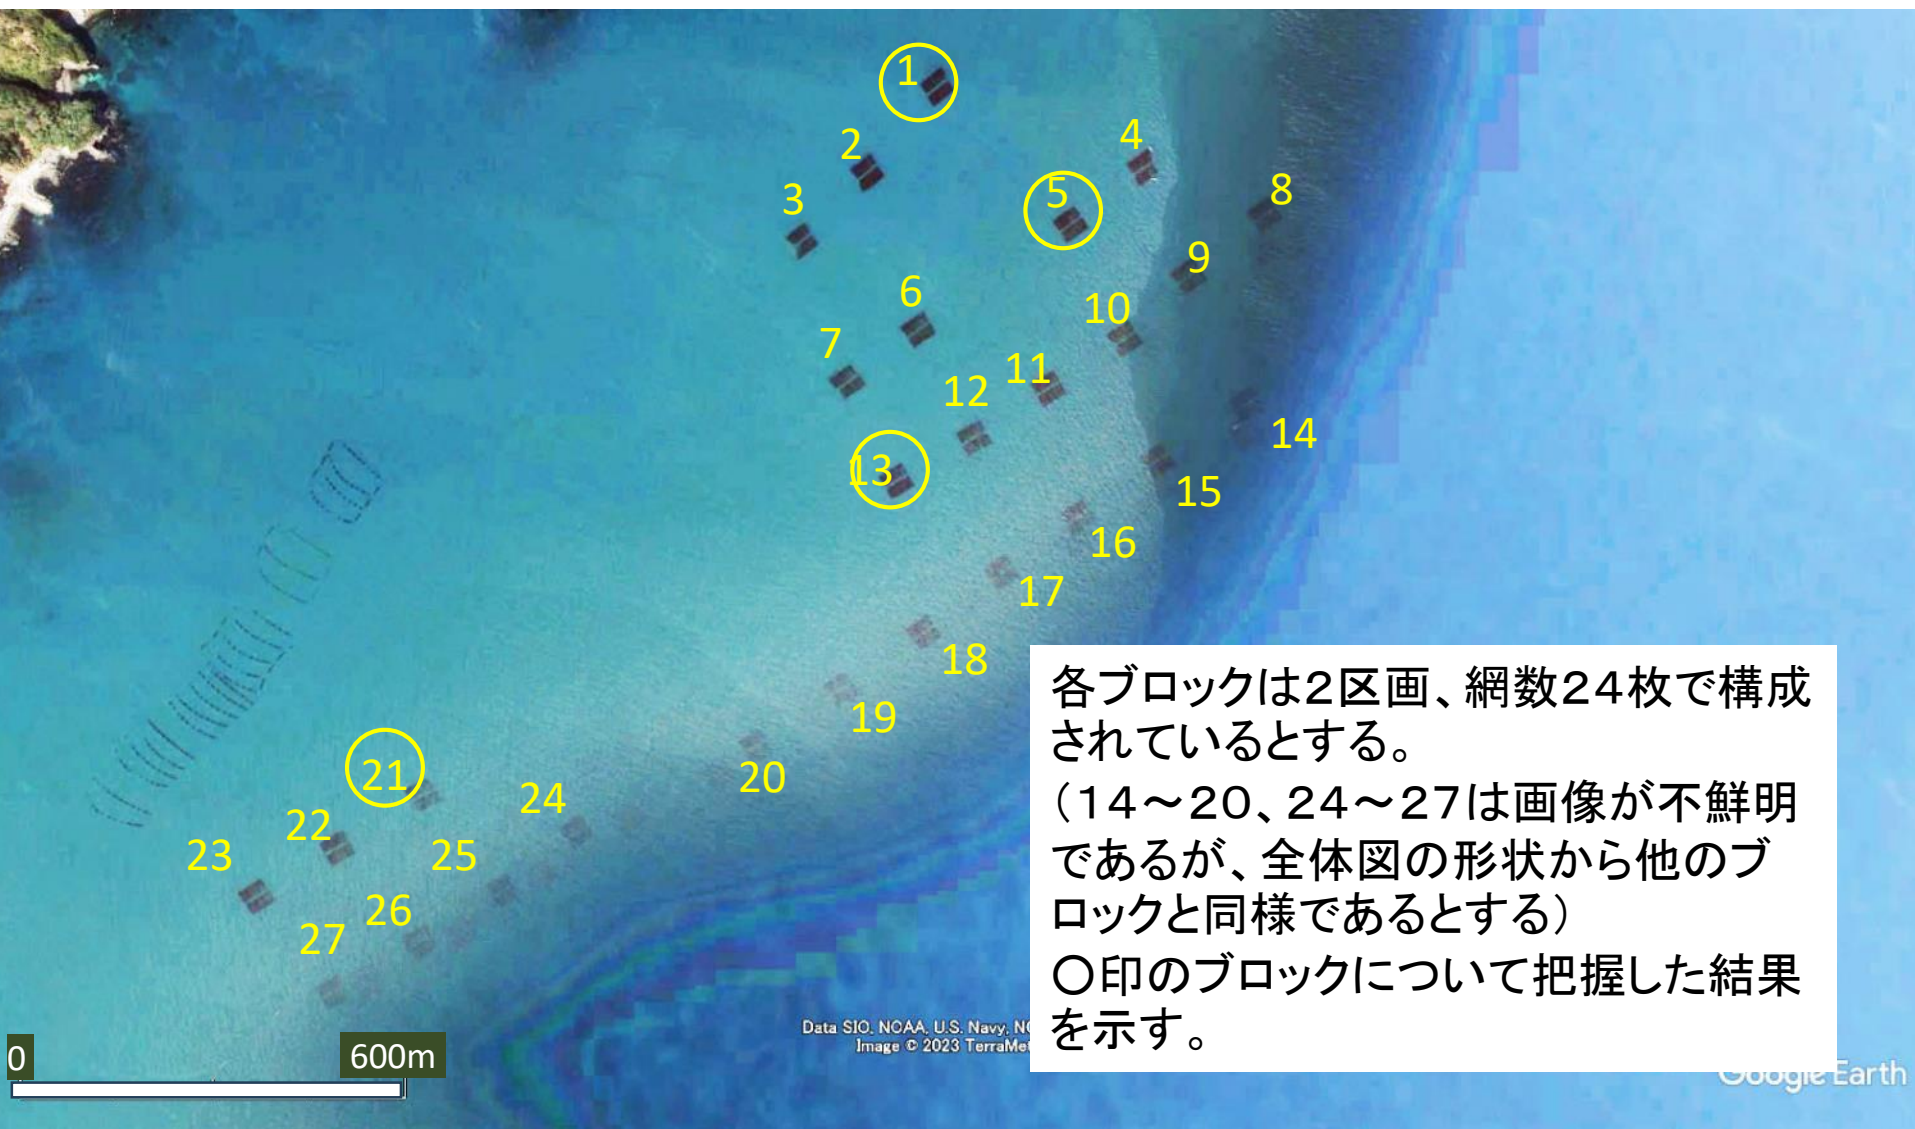 1
2
3
4
5
8
9
6
10
7
11
12
13
14
15
16
17
18
19
20
21
24
22
25
23
26
27
各ブロックは2区画、網数24枚で構成
されているとする。
(14~20、24~27は画像が不鮮明
であるが、全体図の形状から他のブ
ロックと同様であるとする)
〇印のブロックについて把握した結果
を示す。
0
600m
Data SIO, NOAA, U.S. Navy,
Image © 2023
Google Earth